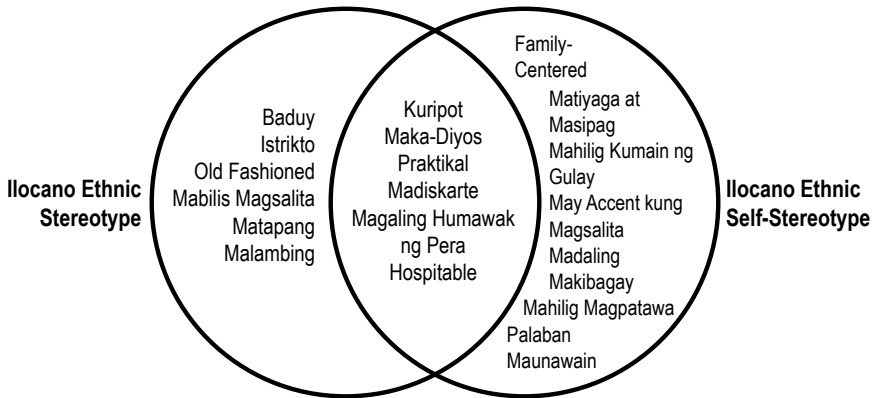 Ilocano Ethnic
Stereotype
Baduy
Istrikto
Old Fashioned
Mabilis Magsalita
Matapang
Malambing
Kuripot
Maka-Diyos
Praktikal
Madiskarte
Magaling Humawak
ng Pera
Hospitable
Family-
Centered
Matiyaga at
Masipag
Mahilig Kumain ng
Gulay
May Accent kung
Magsalita
Madaling
Makibagay
Mahilig Magpatawa
Palaban
Maunawain
Ilocano Ethnic
Self-Stereotype